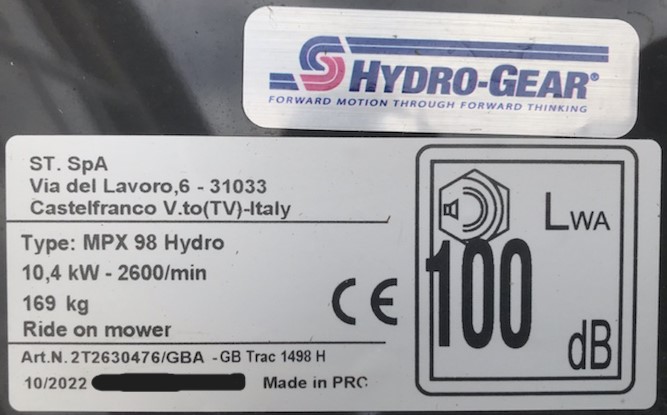 HYDRO-GEAR®
FORWARD MOTION THROUGH FORWARD THINKING
ST. SpA
Via del Lavoro,6 - 31033
Castelfranco V.to(TV)-Italy
Type: MPX 98 Hydro
10,4 kW - 2600/min
169 kg
Ride on mower
CE
Art.N. 2T2630476/GBA - GB Trac 1498 H
10/2022 Made in PRC
LWA
100
dB